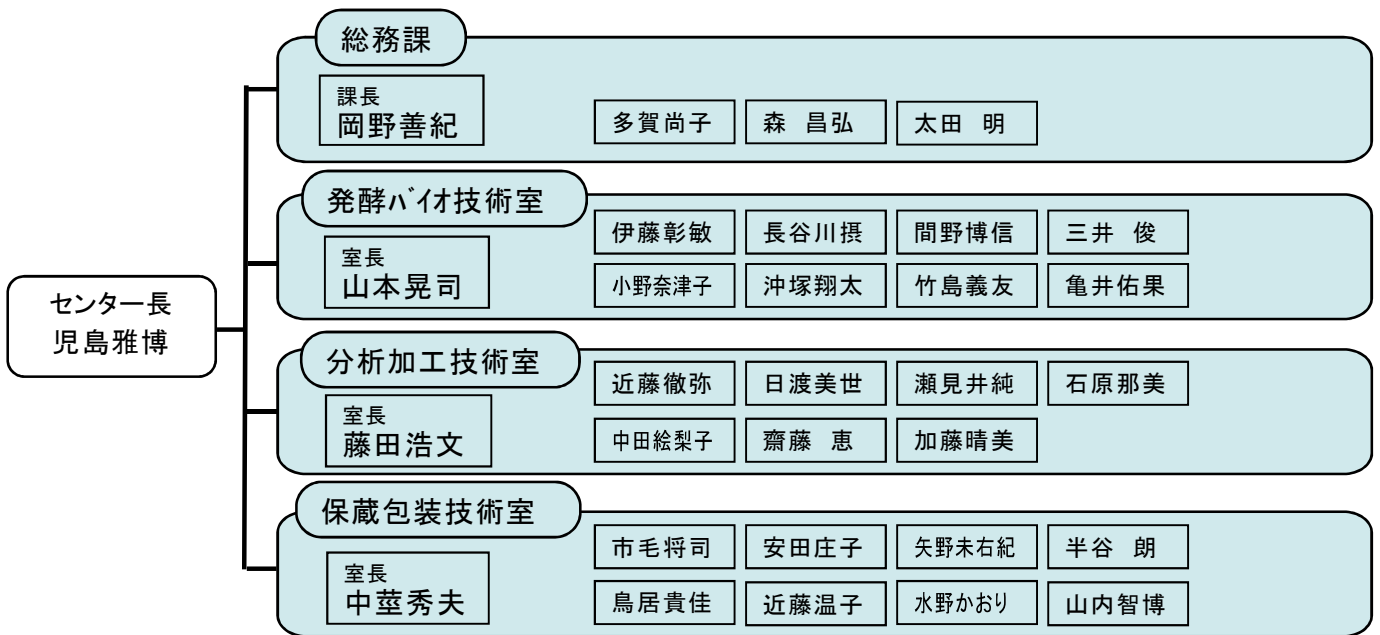 総務課
課長
岡野善紀
多賀尚子 森 昌弘 太田 明
発酵バイオ技術室
室長
山本晃司
伊藤彰敏 長谷川摂 間野博信 三井 俊
小野奈津子 沖塚翔太 竹島義友 亀井佑果
センター長
児島雅博
分析加工技術室
室長
藤田浩文
近藤徹弥 日渡美世 瀬見井純 石原那美
中田絵梨子 齋藤 恵 加藤晴美
保蔵包装技術室
室長
中莖秀夫
市毛将司 安田庄子 矢野未右紀 半谷 朗
鳥居貴佳 近藤温子 水野かおり 山内智博